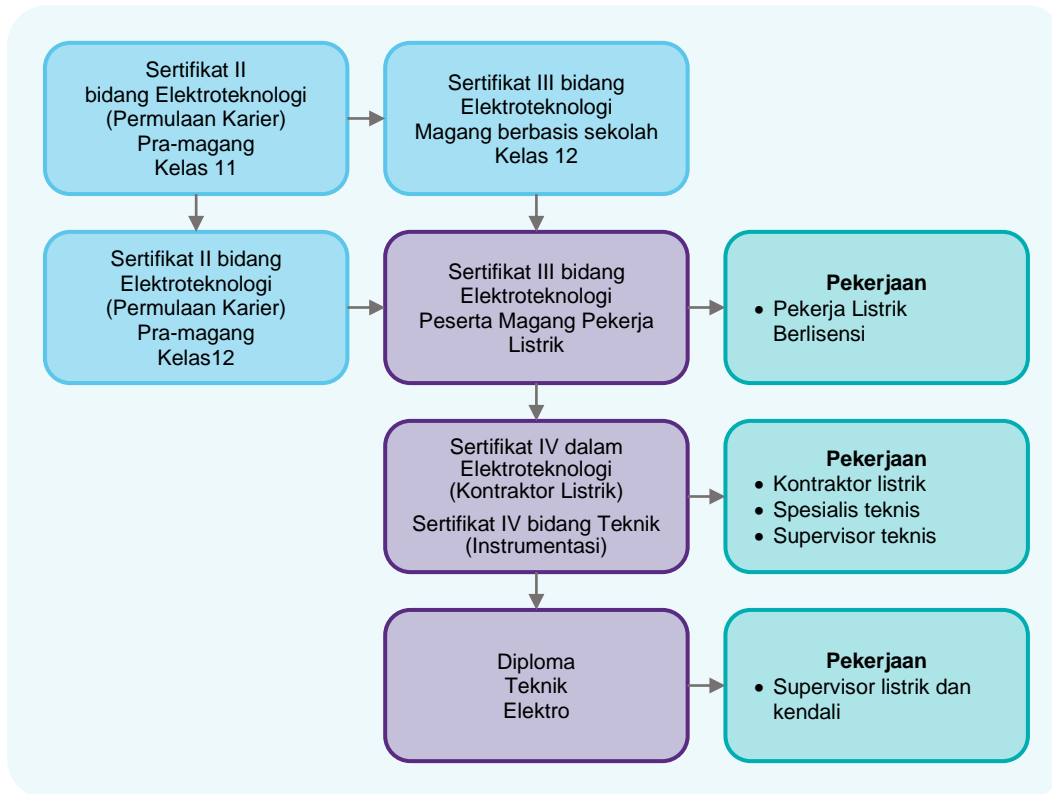 Sertifikat II
bidang Elektroteknologi
(Permulaan Karier)
Pra-magang
Kelas 11
Sertifikat III bidang
Elektroteknologi
Magang berbasis sekolah
Kelas 12
Sertifikat II bidang
Elektroteknologi
(Permulaan Karier)
Pra-magang
Kelas12
Sertifikat III bidang
Elektroteknologi
Peserta Magang Pekerja
Listrik
Pekerjaan
• Pekerja Listrik
Berlisensi
Sertifikat IV dalam
Elektroteknologi
(Kontraktor Listrik)
Sertifikat IV bidang Teknik
(Instrumentasi)
Pekerjaan
• Kontraktor listrik
• Spesialis teknis
• Supervisor teknis
Diploma
Teknik
Elektro
Pekerjaan
• Supervisor listrik dan
kendali